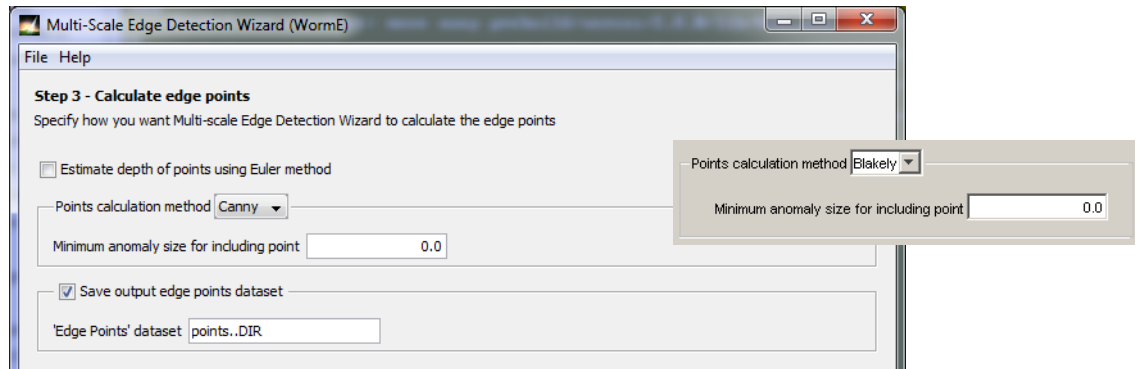 Multi-Scale Edge Detection Wizard (WormE)
File Help
Step 3 - Calculate edge points
Specify how you want Multi-scale Edge Detection Wizard to calculate the edge points
Estimate depth of points using Euler method
Points calculation method Canny
Minimum anomaly size for including point 0.0
Save output edge points dataset
'Edge Points' dataset points..DIR
Points calculation method Blakely
Minimum anomaly size for including point 0.0